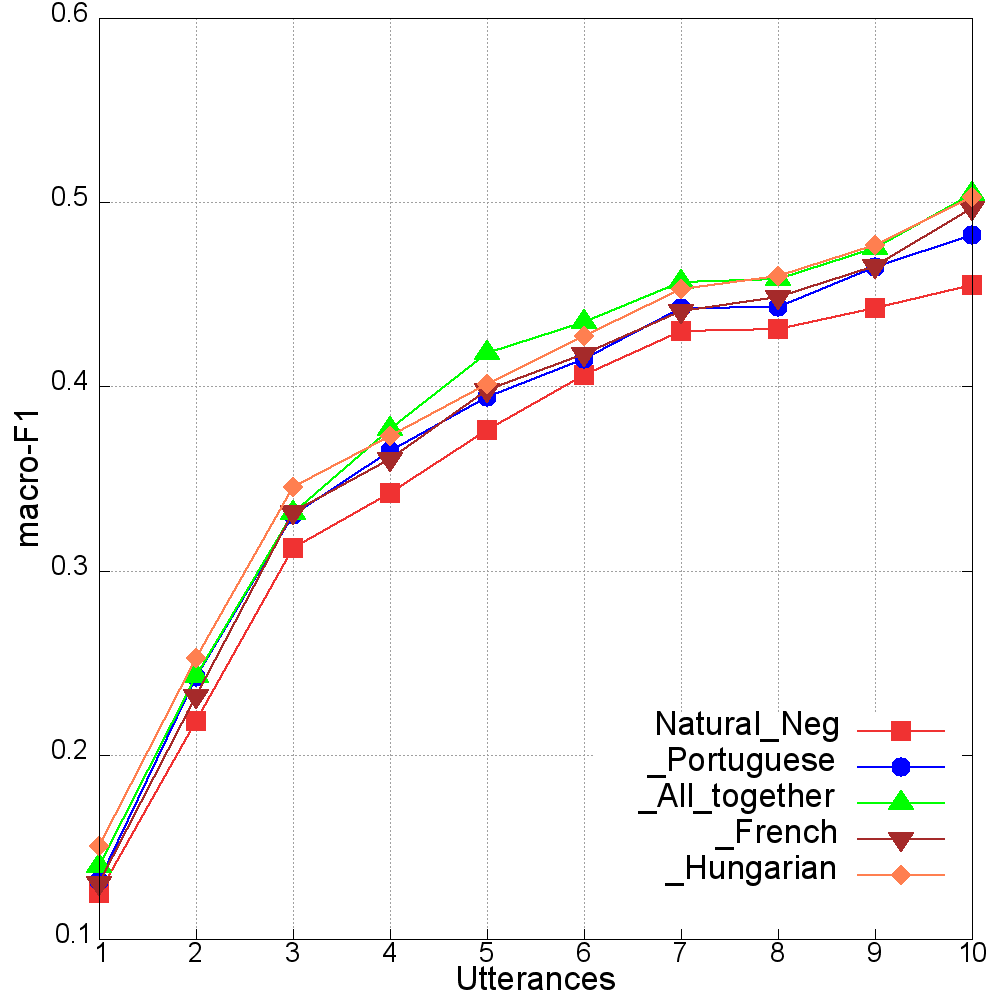 0.6
0.5
0.4
0.3
0.2
0.1
macro-F1
1 2 3 4 5 6 7 8 9 10
Utterances
Natural_Neg
_Portuguese
_All_together
_French
_Hungarian